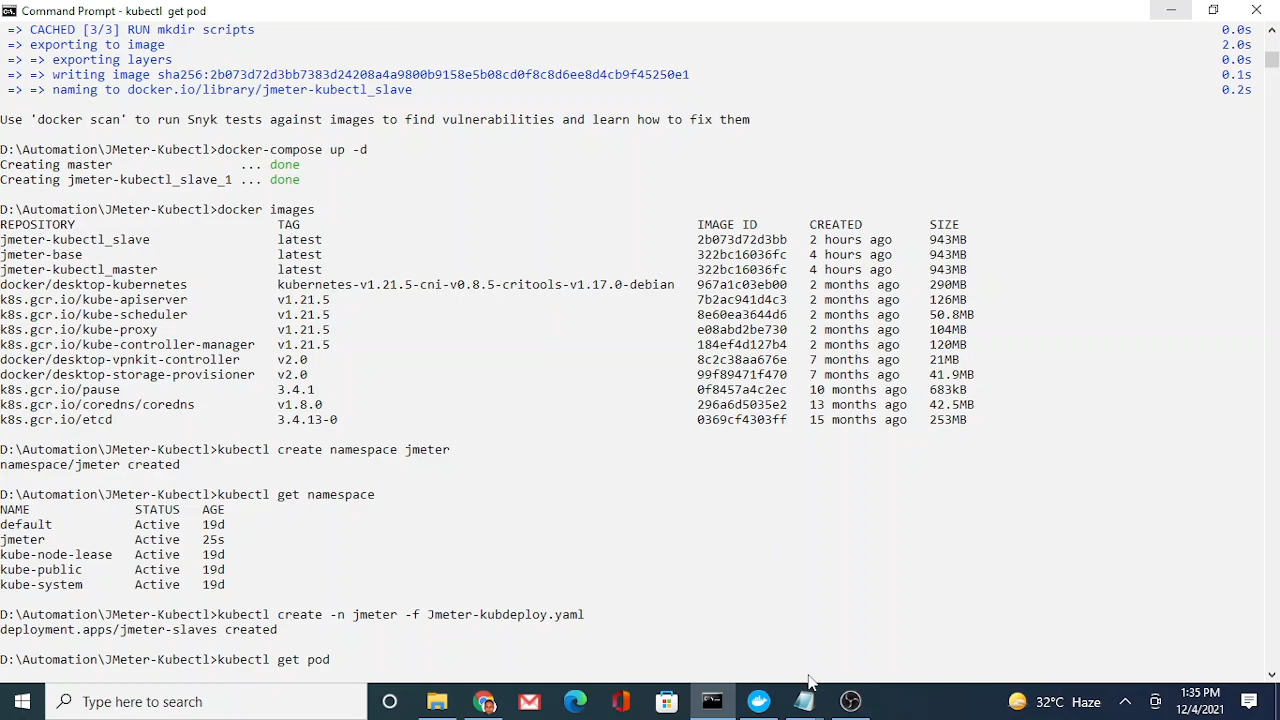 Command Prompt - kubectl  get pod
=> CACHED [3/3] RUN mkdir scripts 0.0s
=> exporting to image 2.0s
=> => exporting layers 0.0s
=> => writing image sha256:2b073d72d3bb7383d24208a4a9800b9158e5b08cd0f8c8d6ee8d4cb9f45250e1 0.1s
=> => naming to docker.io/library/jmeter-kubectl_slave 0.2s
Use 'docker scan' to run Snyk tests against images to find vulnerabilities and learn how to fix them
D:\Automation\JMeter-Kubectl>docker-compose up -d
Creating master                 ... done
Creating jmeter-kubectl_slave_1 ... done
D:\Automation\JMeter-Kubectl>docker images
REPOSITORY TAG IMAGE ID CREATED SIZE
jmeter-kubectl_slave latest 2b073d72d3bb 2 hours ago 943MB
jmeter-base latest 322bc16036fc 4 hours ago 943MB
jmeter-kubectl_master latest 322bc16036fc 4 hours ago 943MB
docker/desktop-kubernetes kubernetes-v1.21.5-cni-v0.8.5-critools-v1.17.0-debian 967a1c03eb00 2 months ago 290MB
k8s.gcr.io/kube-apiserver v1.21.5 7b2ac941d4c3 2 months ago 126MB
k8s.gcr.io/kube-scheduler v1.21.5 8e60ea3644d6 2 months ago 50.8MB
k8s.gcr.io/kube-proxy v1.21.5 e08abd2be730 2 months ago 104MB
k8s.gcr.io/kube-controller-manager v1.21.5 184ef4d127b4 2 months ago 120MB
docker/desktop-vpnkit-controller v2.0 8c2c38aa676e 7 months ago 21MB
docker/desktop-storage-provisioner v2.0 99f89471f470 7 months ago 41.9MB
k8s.gcr.io/pause 3.4.1 0f8457a4c2ec 10 months ago 683kB
k8s.gcr.io/coredns/coredns v1.8.0 296a6d5035e2 13 months ago 42.5MB
k8s.gcr.io/etcd 3.4.13-0 0369cf4303ff 15 months ago 253MB
D:\Automation\JMeter-Kubectl>kubectl create namespace jmeter
namespace/jmeter created
D:\Automation\JMeter-Kubectl>kubectl get namespace
NAME STATUS AGE
default Active 19d
jmeter Active 25s
kube-node-lease Active 19d
kube-public Active 19d
kube-system Active 19d
D:\Automation\JMeter-Kubectl>kubectl create -n jmeter -f Jmeter-kubdeploy.yaml
deployment.apps/jmeter-slaves created
D:\Automation\JMeter-Kubectl>kubectl get pod
Type here to search
32°C Haze
1:35 PM
12/4/2021